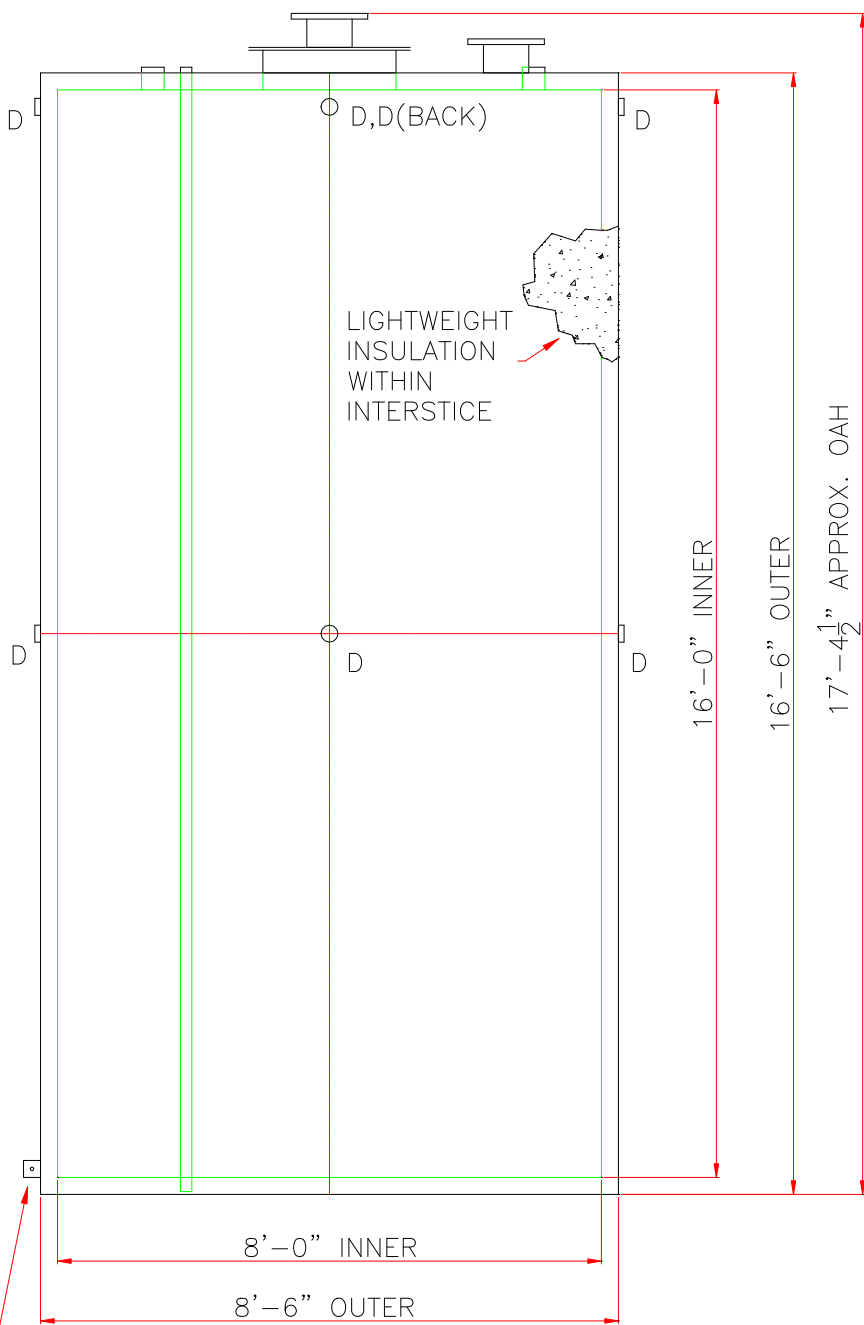 D
D,D(BACK)
D
LIGHTWEIGHT
INSULATION
WITHIN
INTERSTICE
D
D
D
16'-0" INNER
16'-6" OUTER
17'-4½" APPROX. OAH
8'-0" INNER
8'-6" OUTER